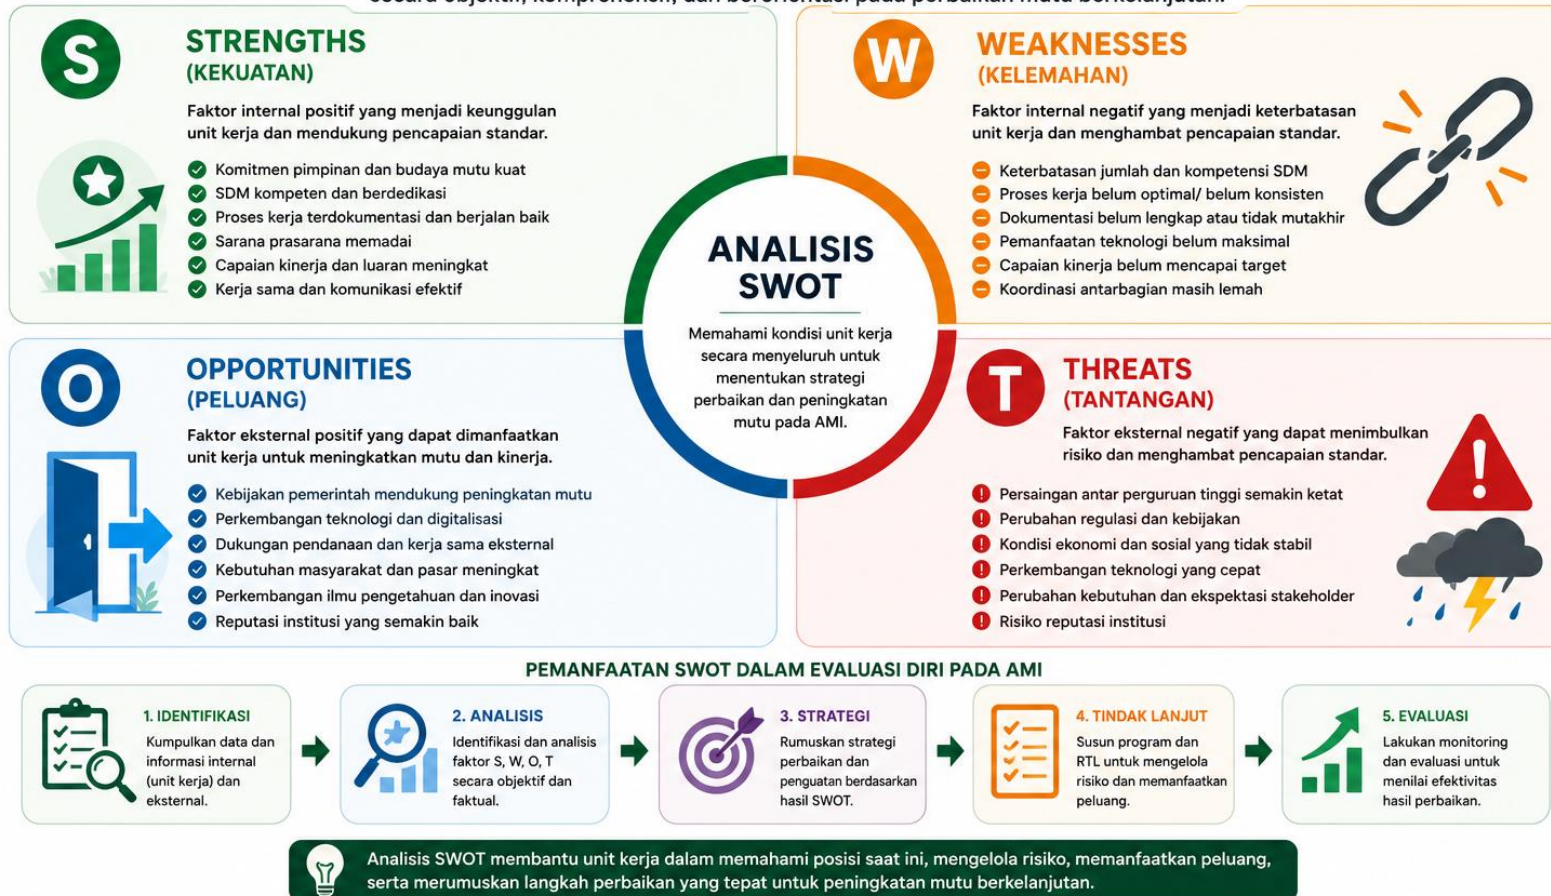 secara objektif, komprehensif, dan berorientasi pada perbaikan mutu berkelanjutan.
S
STRENGTHS
(KEKUATAN)
Faktor internal positif yang menjadi keunggulan
unit kerja dan mendukung pencapaian standar.
Komitmen pimpinan dan budaya mutu kuat
SDM kompeten dan berdedikasi
Proses kerja terdokumentasi dan berjalan baik
Sarana prasarana memadai
Capaian kinerja dan luaran meningkat
Kerja sama dan komunikasi efektif
W
WEAKNESSES
(KELEMAHAN)
Faktor internal negatif yang menjadi keterbatasan
unit kerja dan menghambat pencapaian standar.
Keterbatasan jumlah dan kompetensi SDM
Proses kerja belum optimal/ belum konsisten
Dokumentasi belum lengkap atau tidak mutakhir
Pemanfaatan teknologi belum maksimal
Capaian kinerja belum mencapai target
Koordinasi antarbagian masih lemah
ANALISIS
SWOT
Memahami kondisi unit kerja
secara menyeluruh untuk
menentukan strategi
perbaikan dan peningkatan
mutu pada AMI.
O
OPPORTUNITIES
(PELUANG)
Faktor eksternal positif yang dapat dimanfaatkan
unit kerja untuk meningkatkan mutu dan kinerja.
Kebijakan pemerintah mendukung peningkatan mutu
Perkembangan teknologi dan digitalisasi
Dukungan pendanaan dan kerja sama eksternal
Kebutuhan masyarakat dan pasar meningkat
Perkembangan ilmu pengetahuan dan inovasi
Reputasi institusi yang semakin baik
T
THREATS
(TANTANGAN)
Faktor eksternal negatif yang dapat menimbulkan
risiko dan menghambat pencapaian standar.
Persaingan antar perguruan tinggi semakin ketat
Perubahan regulasi dan kebijakan
Kondisi ekonomi dan sosial yang tidak stabil
Perkembangan teknologi yang cepat
Perubahan kebutuhan dan ekspektasi stakeholder
Risiko reputasi institusi
PEMANFAATAN SWOT DALAM EVALUASI DIRI PADA AMI
1. IDENTIFIKASI
Kumpulkan data dan
informasi internal
(unit kerja) dan
eksternal.
2. ANALISIS
Identifikasi dan analisis
faktor S, W, O, T
secara objektif dan
faktual.
3. STRATEGI
Rumuskan strategi
perbaikan dan
penguatan berdasarkan
hasil SWOT.
4. TINDAK LANJUT
Susun program dan
RTL untuk mengelola
risiko dan memanfaatkan
peluang.
5. EVALUASI
Lakukan monitoring
dan evaluasi untuk
menilai efektivitas
hasil perbaikan.
Analisis SWOT membantu unit kerja dalam memahami posisi saat ini, mengelola risiko, memanfaatkan peluang,
serta merumuskan langkah perbaikan yang tepat untuk peningkatan mutu berkelanjutan.